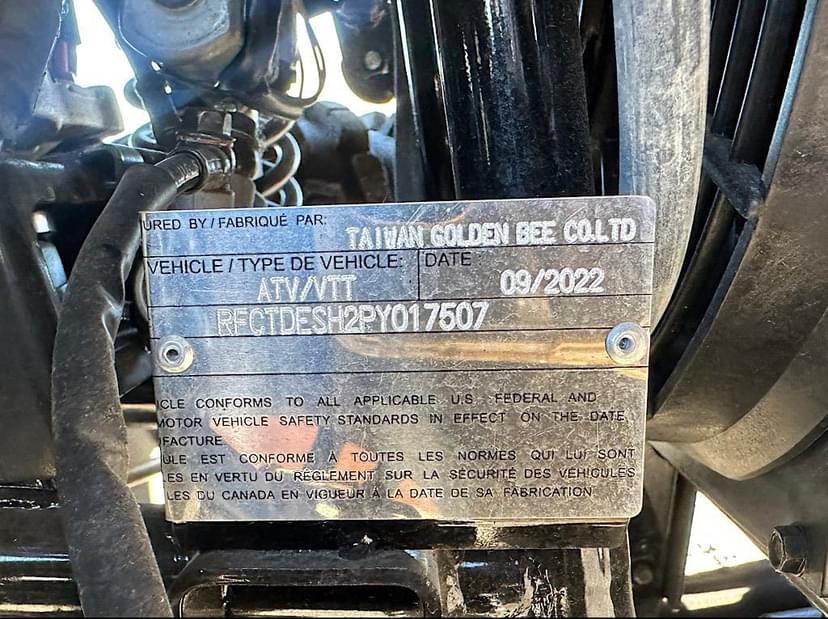 URED BY / FABRIQUÉ PAR: TAIWAN GOLDEN BEE CO.LTD
VEHICLE / TYPE DE VEHICLE: DATE
ATV/VTT 09/2022
RFCTDESH2PY017507
ICLE CONFORMS TO ALL APPLICABLE U.S FEDERAL AND
MOTOR VEHICLE SAFETY STANDARDS IN EFFECT ON THE DATE
FACTURE
ULE EST CONFORME À TOUTES LES NORMES QUI LUI SONT
LES EN VERTU DU RÈGLEMENT SUR LA SÉCURITÉ DES VÉHICULES
LES DU CANADA EN VIGUEUR À LA DATE DE SA FABRICATION